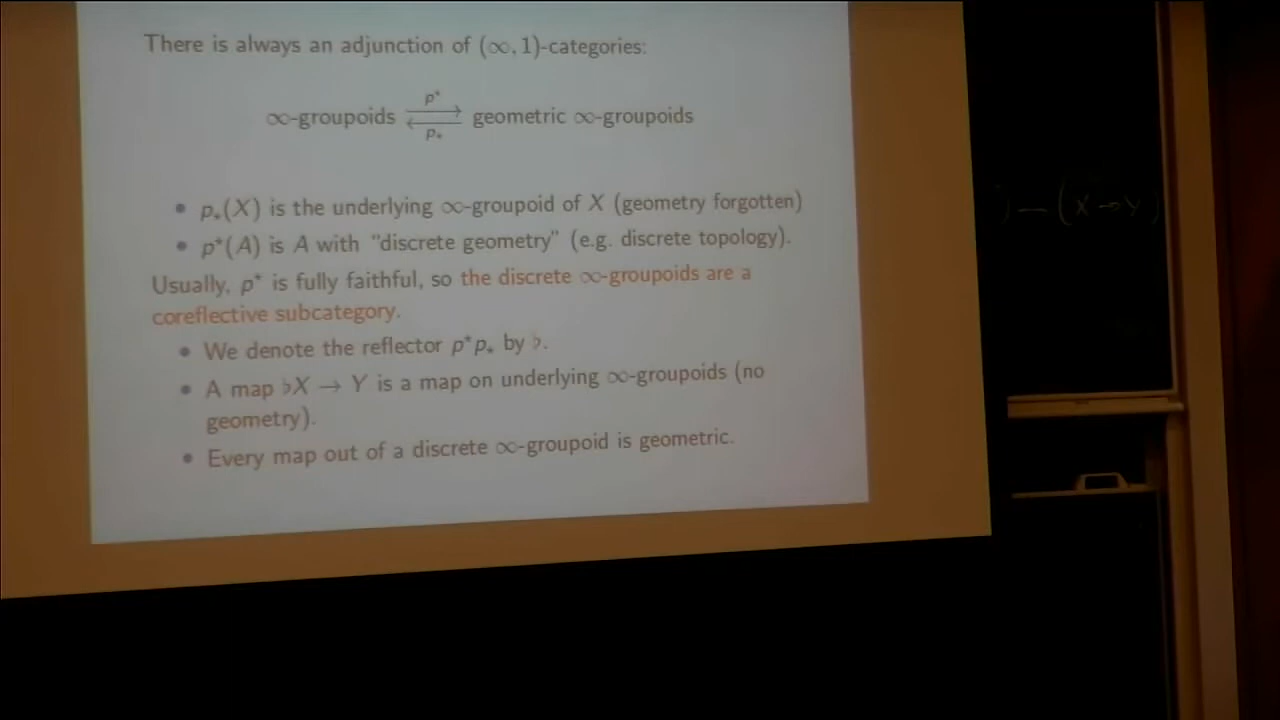 There is always an adjunction of (∞, 1)-categories:
p*
∞-groupoids ⇄ geometric ∞-groupoids
p⁎
• p⁎(X) is the underlying ∞-groupoid of X (geometry forgotten)
• p*(A) is A with "discrete geometry" (e.g. discrete topology).
Usually, p* is fully faithful, so the discrete ∞-groupoids are a
coreflective subcategory.
• We denote the reflector p*p⁎ by ♭.
• A map ♭X → Y is a map on underlying ∞-groupoids (no
geometry).
• Every map out of a discrete ∞-groupoid is geometric.
) — (X → Y)